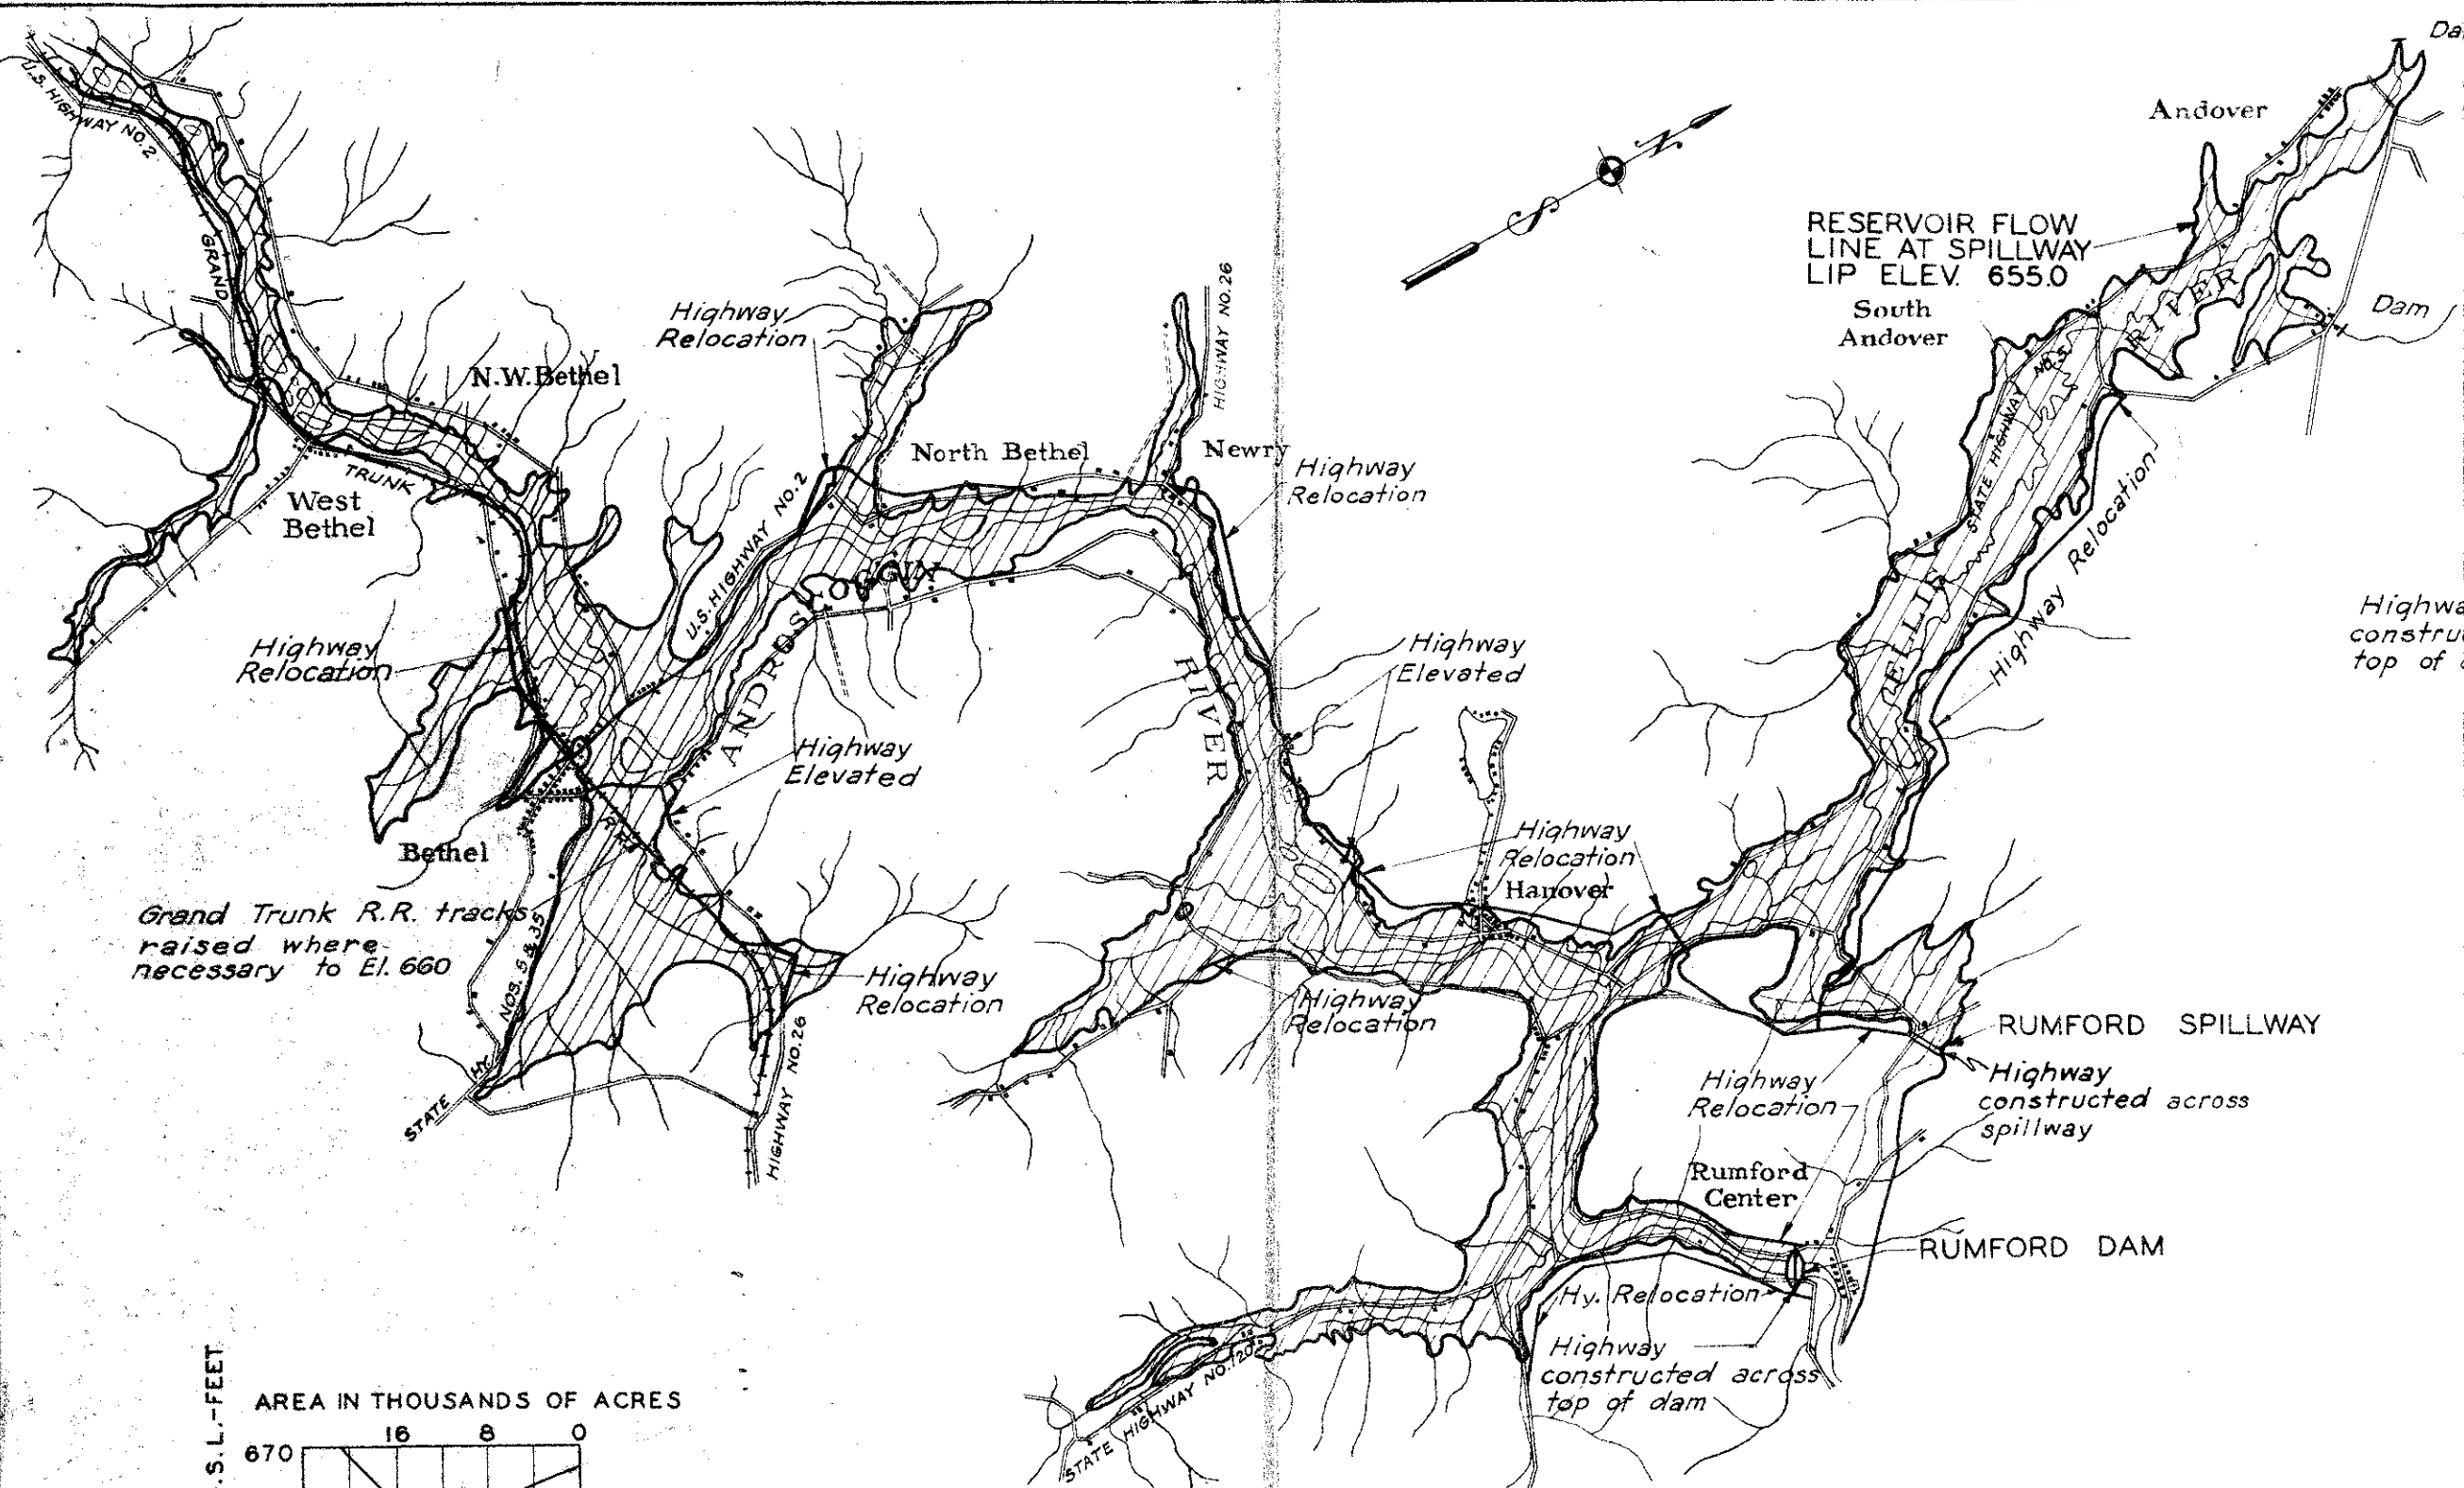 U.S. HIGHWAY NO. 2
GRAND
TRUNK
N.W. Bethel
West
Bethel
Highway
Relocation
North Bethel
Newry
HIGHWAY NO. 26
Highway
Relocation
S
N
Andover
RESERVOIR FLOW
LINE AT SPILLWAY
LIP ELEV. 655.0
South
Andover
Dam
STATE HIGHWAY NO. 5
ELLIS
RIVER
Highway Relocation
Highway Relocation
U.S. HIGHWAY NO. 2
ANDROSCOGGIN
RIVER
Highway
Relocation
Highway
Elevated
Highway
Elevated
Bethel
R.R.
Grand Trunk R.R. tracks
raised where
necessary to El. 660
STATE HY. NOS. 5 & 35
Highway
Relocation
HIGHWAY NO. 26
Highway
Relocation
Hanover
Highway
Relocation
RUMFORD SPILLWAY
Highway
constructed across
spillway
Highway
Relocation
Rumford
Center
RUMFORD DAM
Hy. Relocation
Highway
constructed across
top of dam
STATE HIGHWAY NO. 120
top of
S.L.-FEET
AREA IN THOUSANDS OF ACRES
16 8 0
670